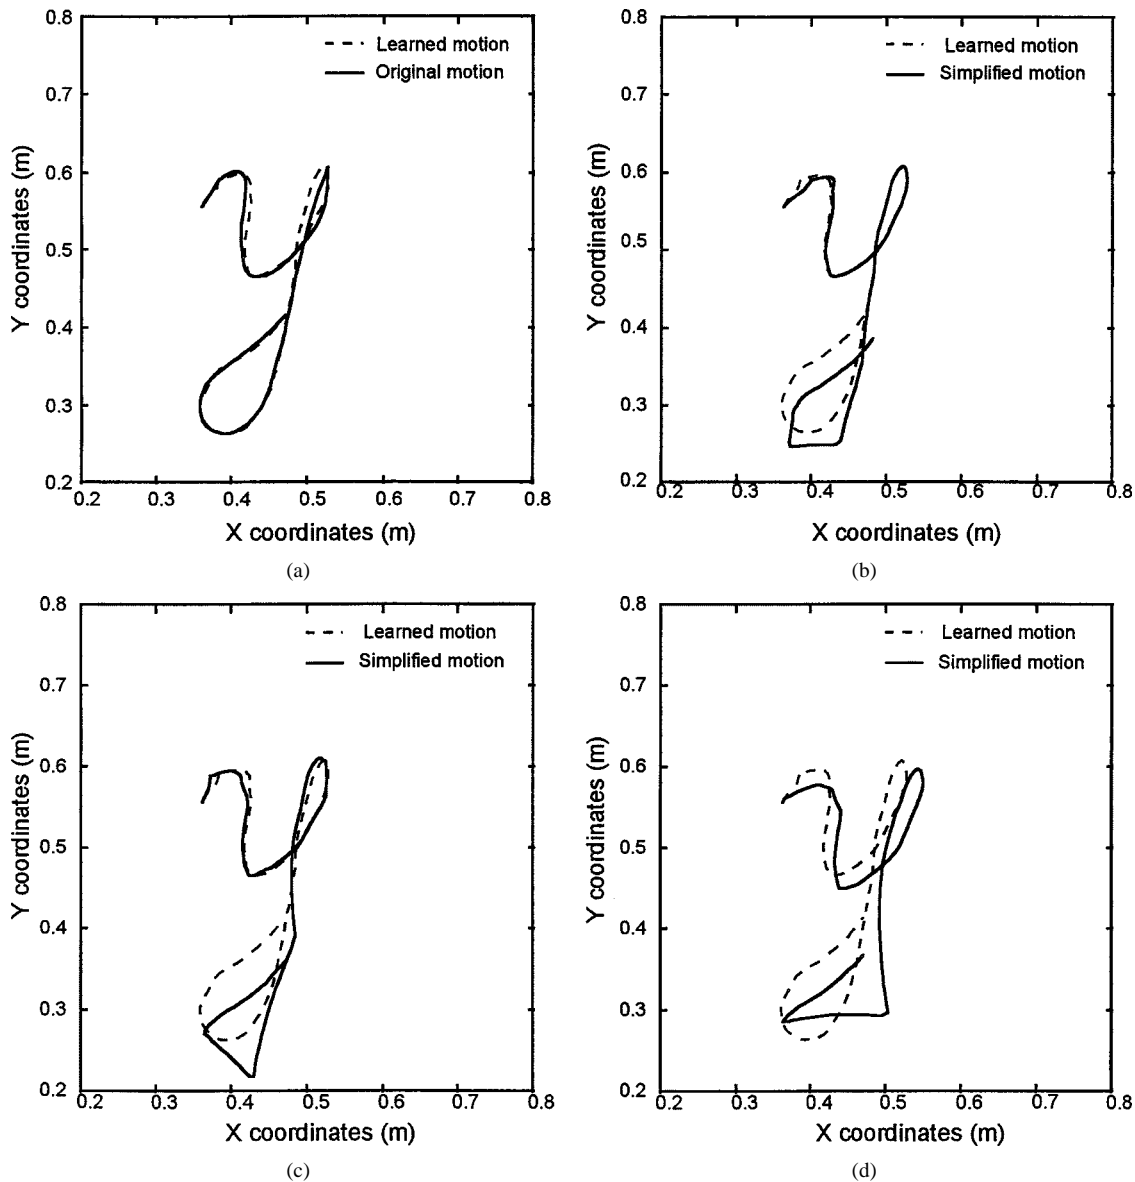 0.8
0.7
0.6
0.5
0.4
0.3
0.2
Y coordinates (m)
Learned motion
Original motion
0.2 0.3 0.4 0.5 0.6 0.7 0.8
X coordinates (m)
(a)
0.8
0.7
0.6
0.5
0.4
0.3
0.2
Y coordinates (m)
Learned motion
Simplified motion
0.2 0.3 0.4 0.5 0.6 0.7 0.8
X coordinates (m)
(b)
0.8
0.7
0.6
0.5
0.4
0.3
0.2
Y coordinates (m)
Learned motion
Simplified motion
0.2 0.3 0.4 0.5 0.6 0.7 0.8
X coordinates (m)
(c)
0.8
0.7
0.6
0.5
0.4
0.3
0.2
Y coordinates (m)
Learned motion
Simplified motion
0.2 0.3 0.4 0.5 0.6 0.7 0.8
X coordinates (m)
(d)